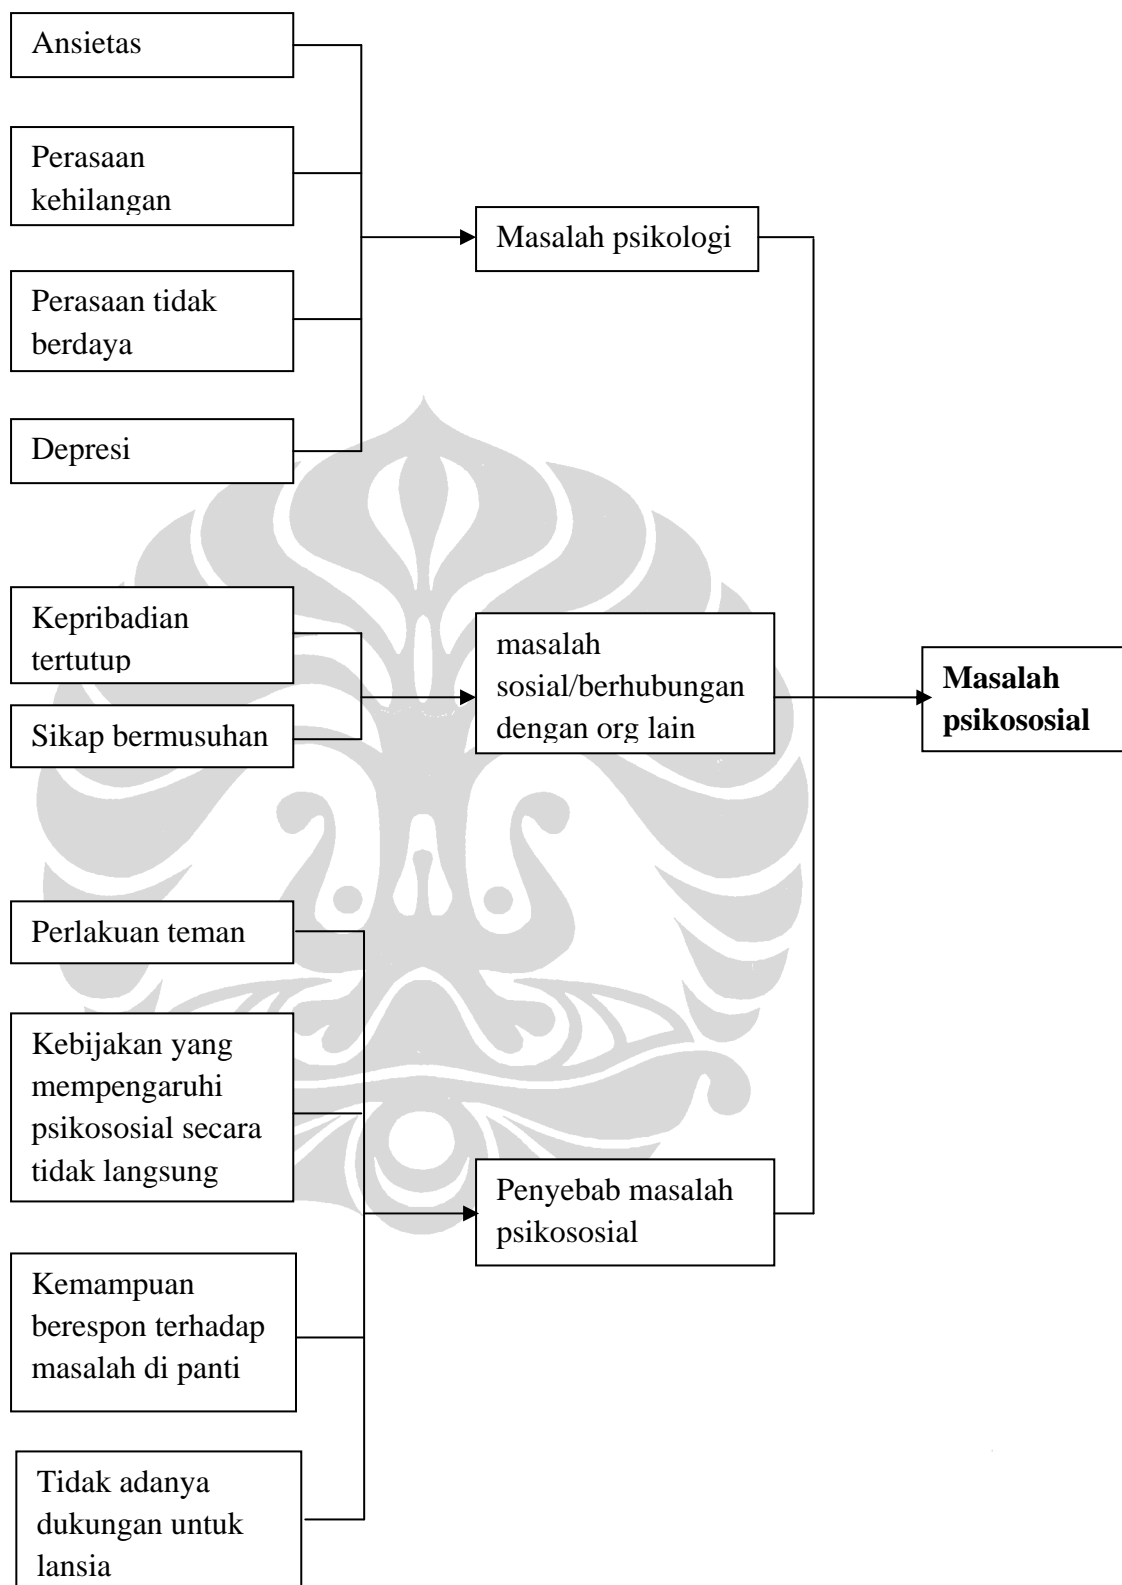 Ansietas
Perasaan
kehilangan
Perasaan tidak
berdaya
Depresi
Masalah psikologi
Kepribadian
tertutup
Sikap bermusuhan
masalah
sosial/berhubungan
dengan org lain
Masalah
psikososial
Perlakuan teman
Kebijakan yang
mempengaruhi
psikososial secara
tidak langsung
Penyebab masalah
psikososial
Kemampuan
berespon terhadap
masalah di panti
Tidak adanya
dukungan untuk
lansia